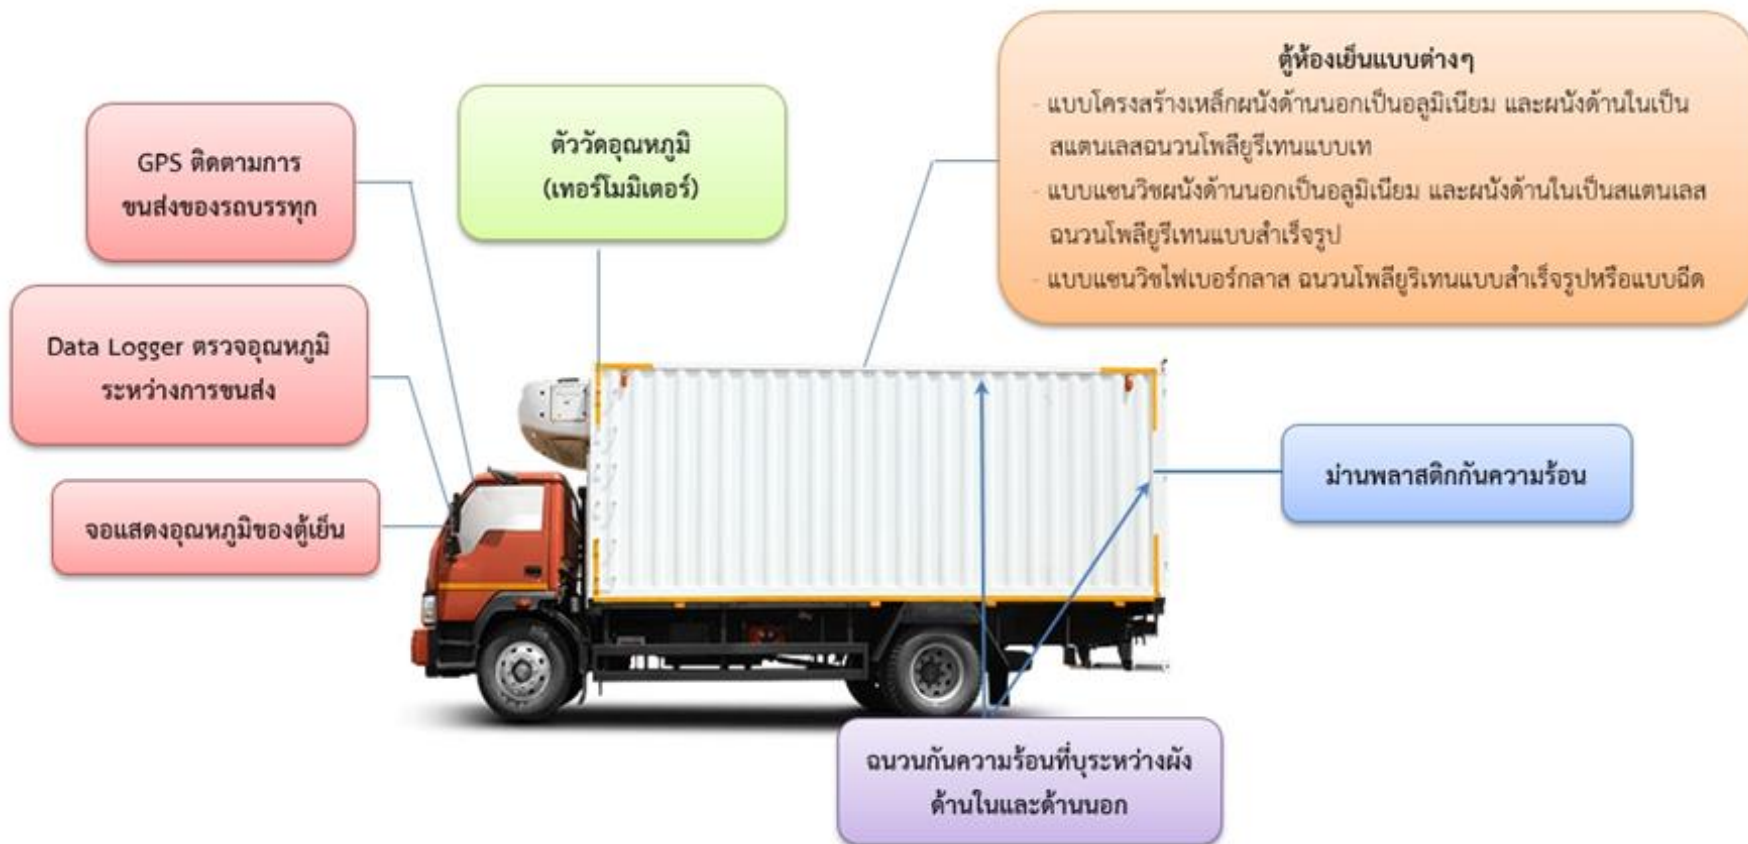 ตู้ห้องเย็นแบบต่างๆ
- แบบโครงสร้างเหล็กผนังด้านนอกเป็นอลูมิเนียม และผนังด้านในเป็น
สแตนเลสฉนวนโพลียูรีเทนแบบเท
- แบบแซนวิชผนังด้านนอกเป็นอลูมิเนียม และผนังด้านในเป็นสแตนเลส
ฉนวนโพลียูรีเทนแบบสำเร็จรูป
- แบบแซนวิชไฟเบอร์กลาส ฉนวนโพลียูริเทนแบบสำเร็จรูปหรือแบบฉีด
ตัววัดอุณหภูมิ
(เทอร์โมมิเตอร์)
GPS ติดตามการ
ขนส่งของรถบรรทุก
Data Logger ตรวจอุณหภูมิ
ระหว่างการขนส่ง
จอแสดงอุณหภูมิของตู้เย็น
ม่านพลาสติกกันความร้อน
ฉนวนกันความร้อนที่บุระหว่างผัง
ด้านในและด้านนอก